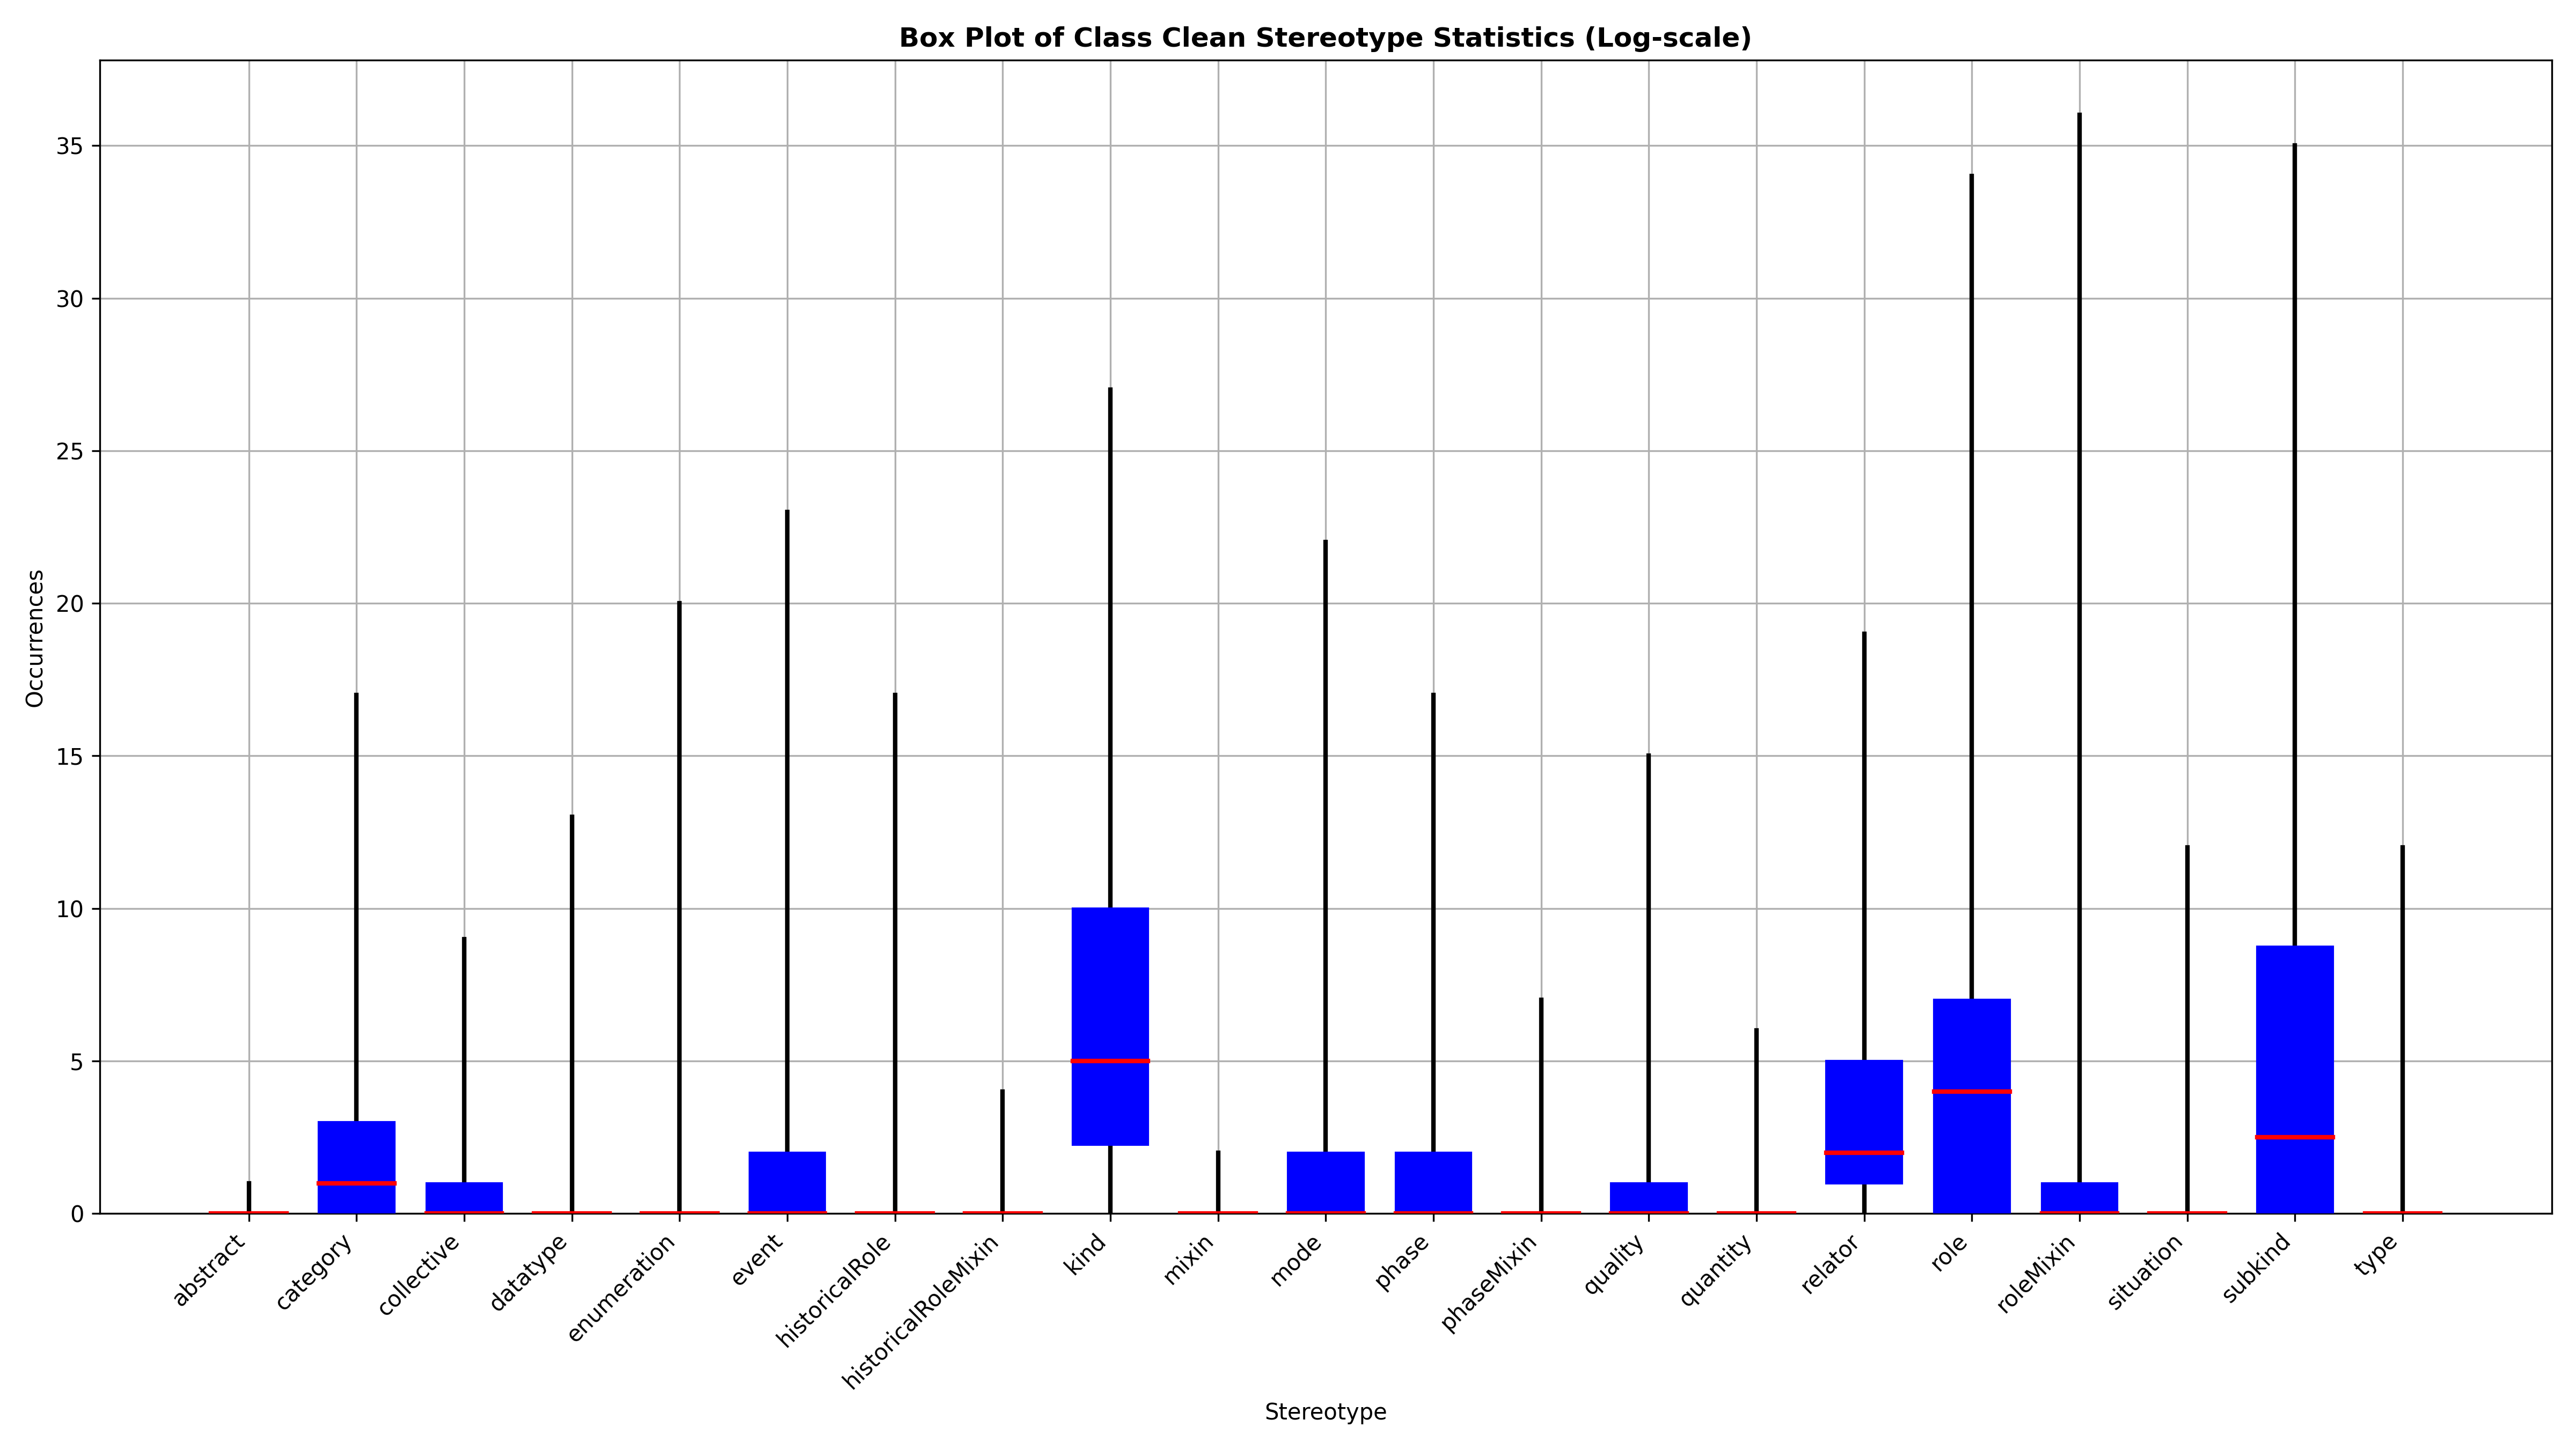 Box Plot of Class Clean Stereotype Statistics (Log-scale)
Occurrences
35
30
25
20
15
10
5
0
abstract
category
collective
datatype
enumeration
event
historicalRole
historicalRoleMixin
kind
mixin
mode
phase
phaseMixin
quality
quantity
relator
role
roleMixin
situation
subkind
type
Stereotype